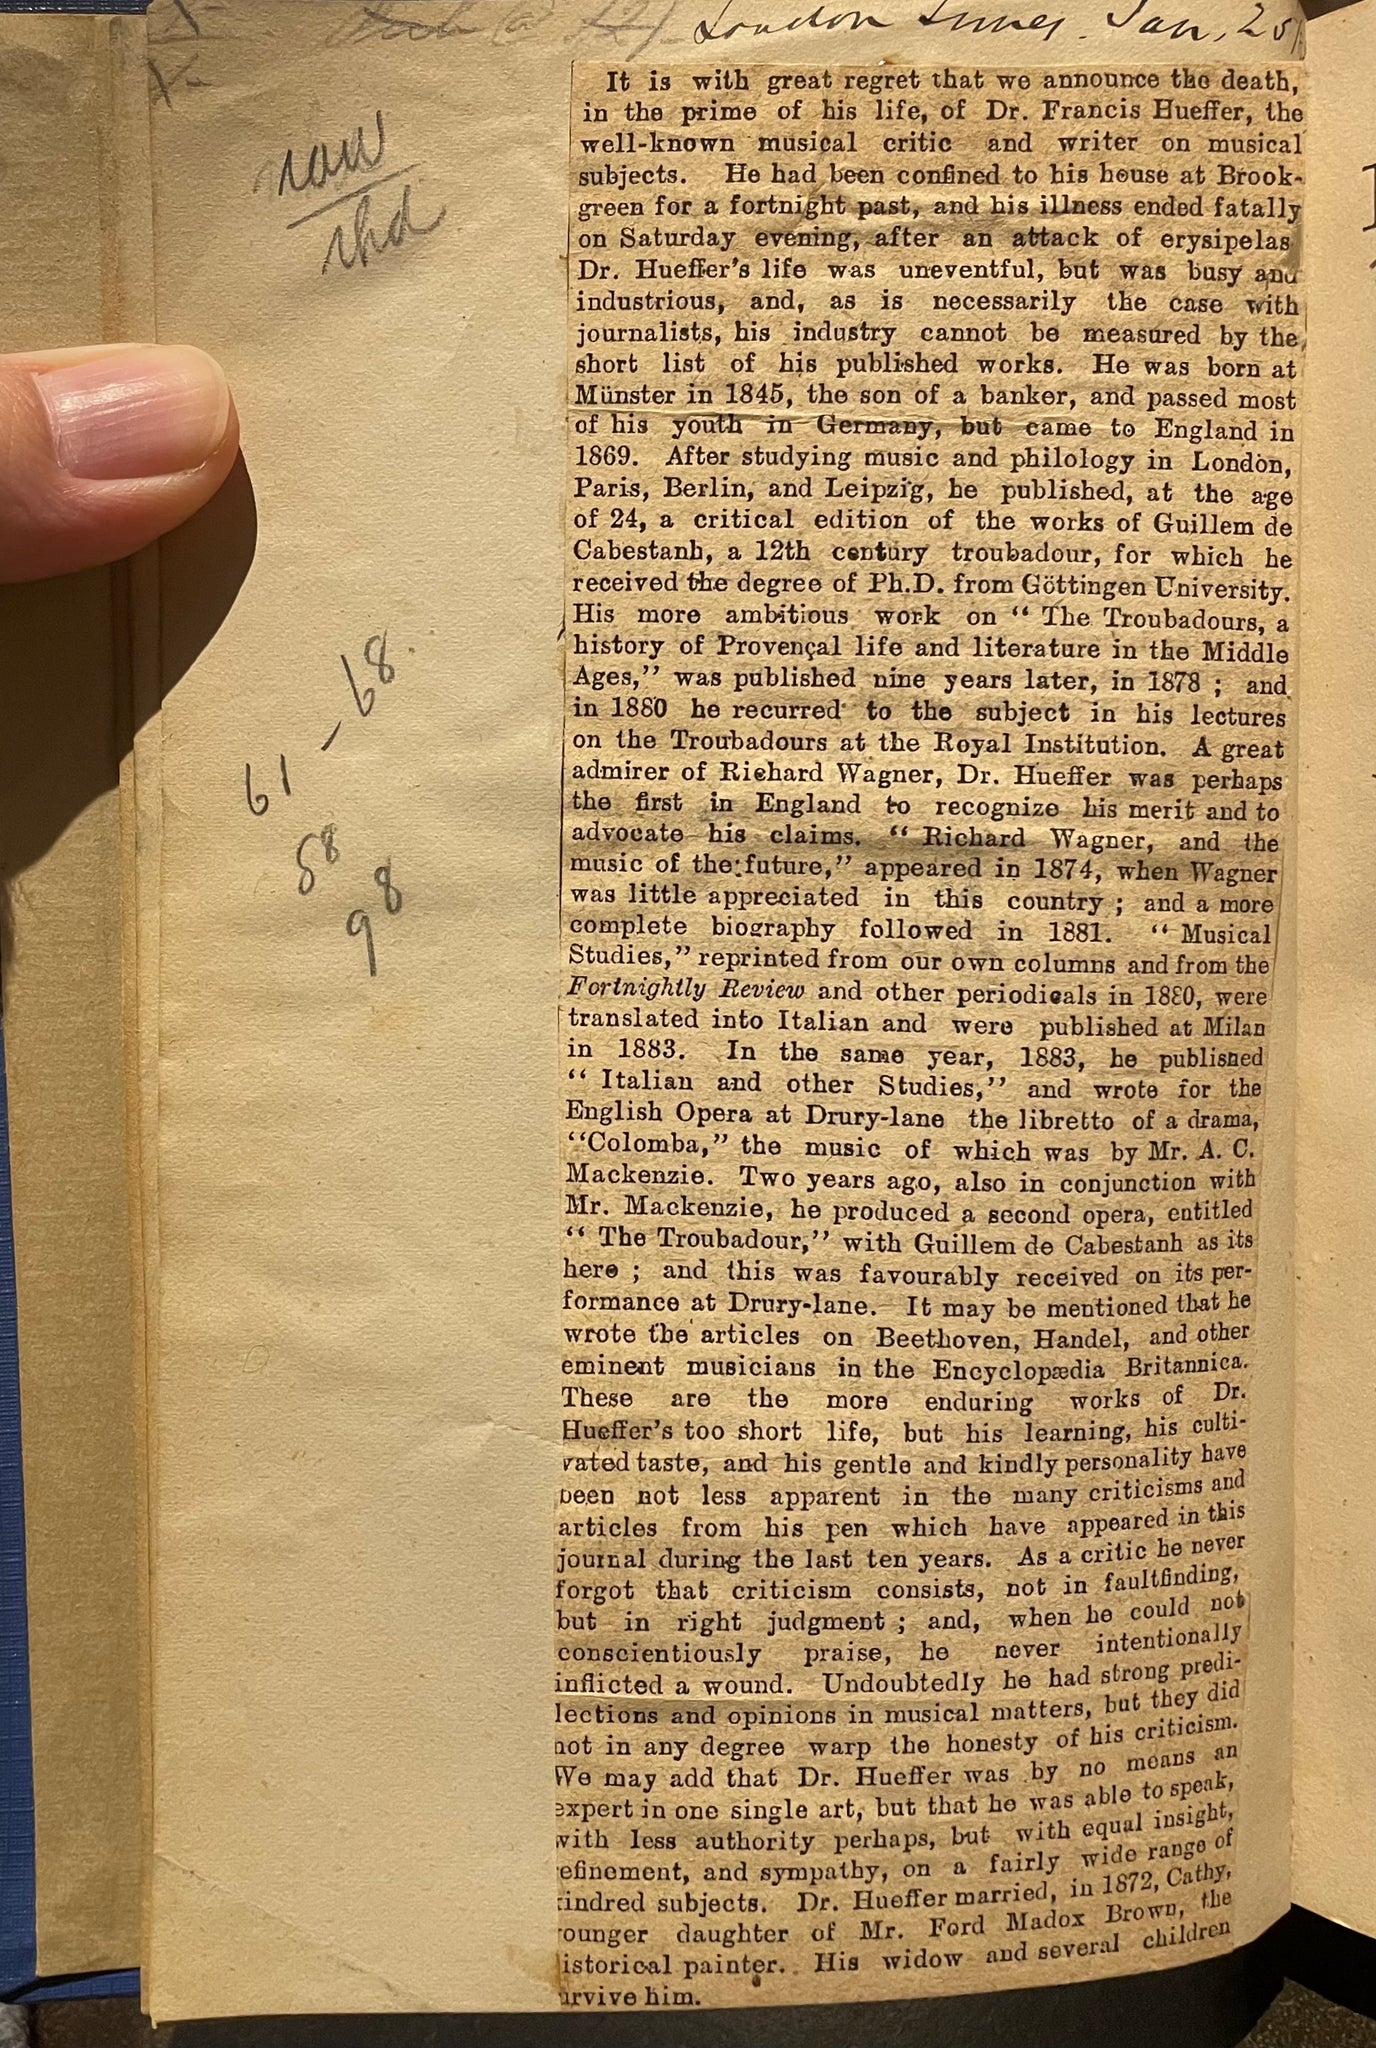 London Times. Jan, 25
It is with great regret that we announce the death,
in the prime of his life, of Dr. Francis Hueffer, the
well-known musical critic and writer on musical
subjects. He had been confined to his house at Brook-
green for a fortnight past, and his illness ended fatally
on Saturday evening, after an attack of erysipelas
Dr. Hueffer's life was uneventful, but was busy and
industrious, and, as is necessarily the case with
journalists, his industry cannot be measured by the
short list of his published works. He was born at
Münster in 1845, the son of a banker, and passed most
of his youth in Germany, but came to England in
1869. After studying music and philology in London,
Paris, Berlin, and Leipzig, he published, at the age
of 24, a critical edition of the works of Guillem de
Cabestanh, a 12th century troubadour, for which he
received the degree of Ph.D. from Göttingen University.
His more ambitious work on “ The Troubadours, a
history of Provençal life and literature in the Middle
Ages,” was published nine years later, in 1878 ; and
in 1880 he recurred to the subject in his lectures
on the Troubadours at the Royal Institution. A great
admirer of Richard Wagner, Dr. Hueffer was perhaps
the first in England to recognize his merit and to
advocate his claims. “ Richard Wagner, and the
music of the future,” appeared in 1874, when Wagner
was little appreciated in this country ; and a more
complete biography followed in 1881. “ Musical
Studies,” reprinted from our own columns and from the
Fortnightly Review and other periodicals in 1880, were
translated into Italian and were published at Milan
in 1883. In the same year, 1883, he published
“ Italian and other Studies,” and wrote for the
English Opera at Drury-lane the libretto of a drama,
“Colomba,” the music of which was by Mr. A. C.
Mackenzie. Two years ago, also in conjunction with
Mr. Mackenzie, he produced a second opera, entitled
“ The Troubadour,” with Guillem de Cabestanh as its
here ; and this was favourably received on its per-
formance at Drury-lane. It may be mentioned that he
wrote the articles on Beethoven, Handel, and other
eminent musicians in the Encyclopædia Britannica.
These are the more enduring works of Dr.
Hueffer's too short life, but his learning, his culti-
vated taste, and his gentle and kindly personality have
been not less apparent in the many criticisms and
articles from his pen which have appeared in this
journal during the last ten years. As a critic he never
forgot that criticism consists, not in faultfinding,
but in right judgment ; and, when he could not
conscientiously praise, he never intentionally
inflicted a wound. Undoubtedly he had strong predi-
lections and opinions in musical matters, but they did
not in any degree warp the honesty of his criticism.
We may add that Dr. Hueffer was by no means an
expert in one single art, but that he was able to speak,
with less authority perhaps, but with equal insight,
efinement, and sympathy, on a fairly wide range of
kindred subjects. Dr. Hueffer married, in 1872, Cathy,
ounger daughter of Mr. Ford Madox Brown, the
istorical painter. His widow and several children
urvive him.
61 - 68.
58
98